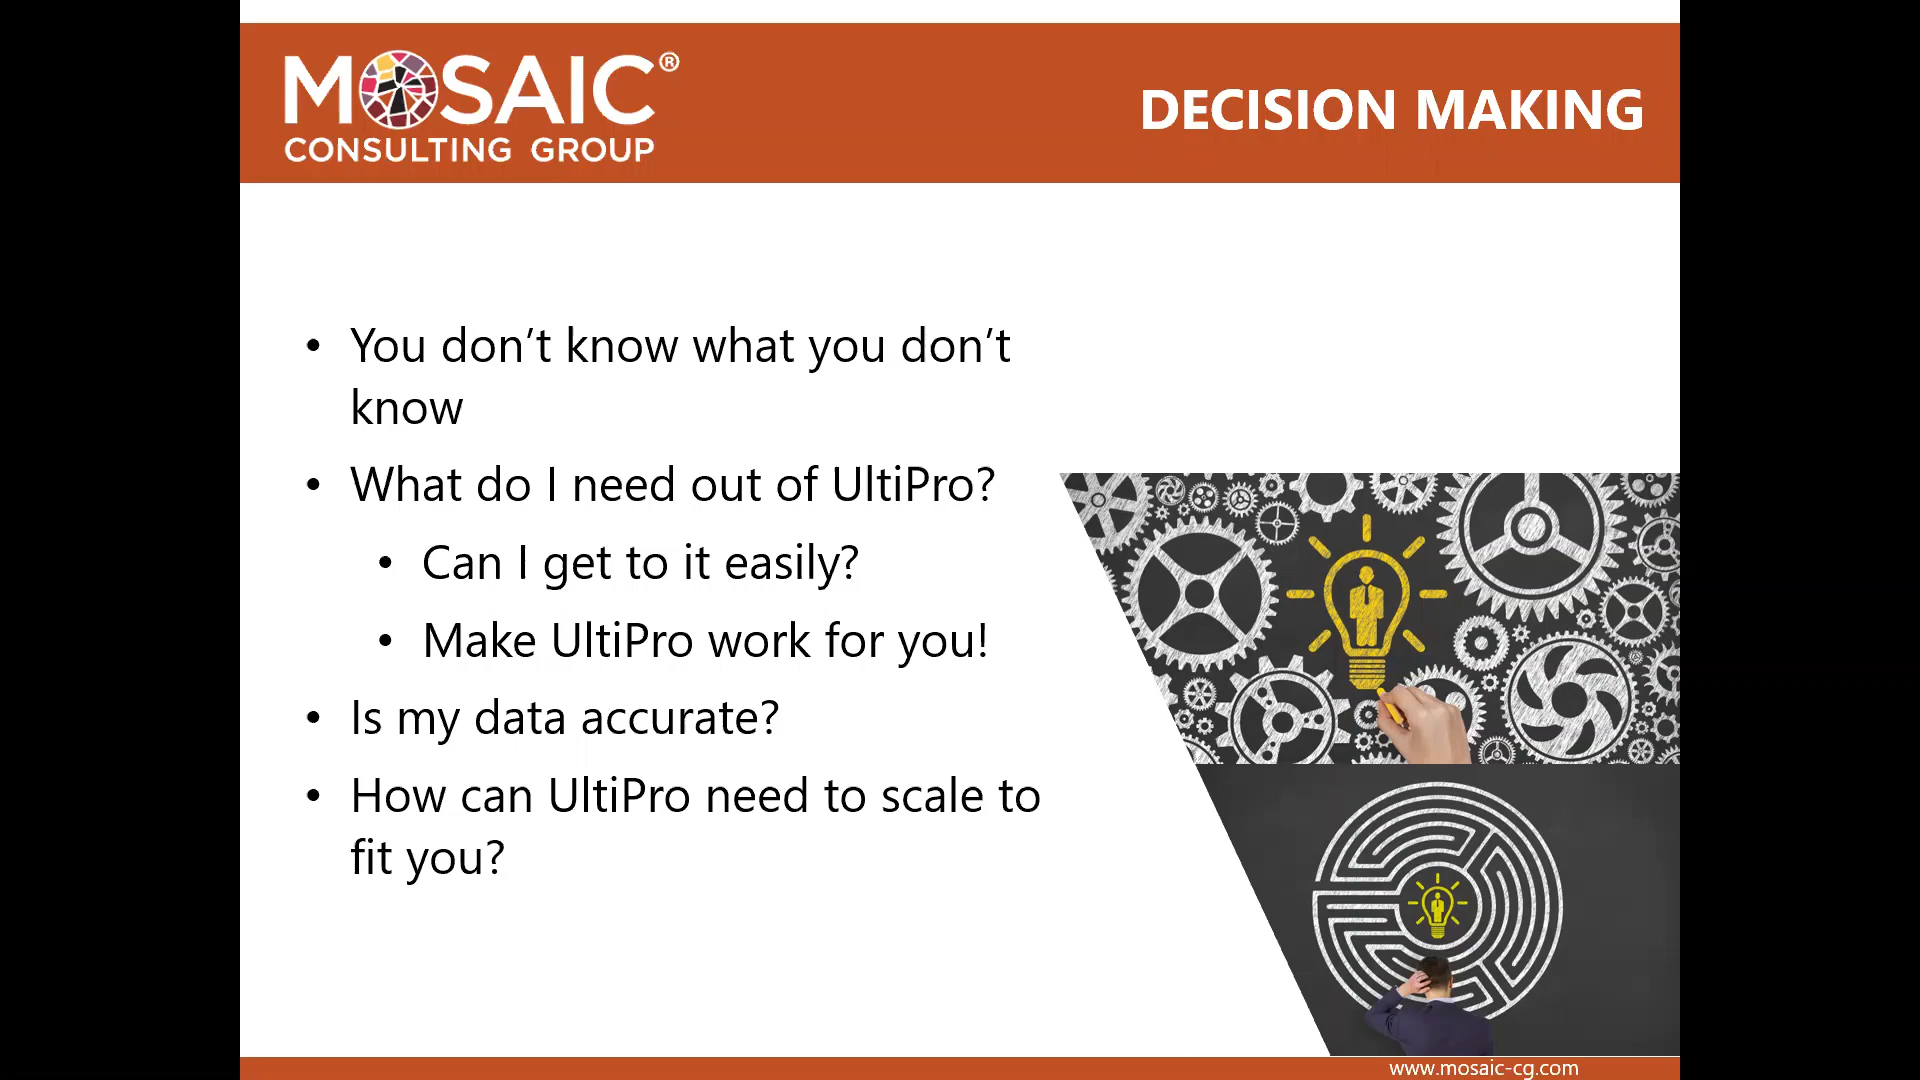 MOSAIC®
CONSULTING GROUP
DECISION MAKING
• You don’t know what you don’t
know
• What do I need out of UltiPro?
• Can I get to it easily?
• Make UltiPro work for you!
• Is my data accurate?
• How can UltiPro need to scale to
fit you?
www.mosaic-cg.com